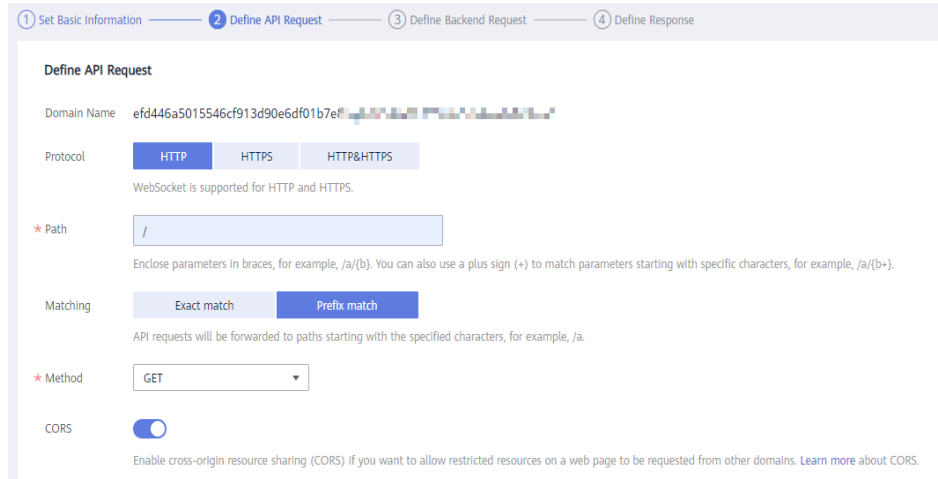 1 Set Basic Information 2 Define API Request 3 Define Backend Request 4 Define Response
Define API Request
Domain Name efd446a5015546cf913d90e6df01b7e
Protocol HTTP HTTPS HTTP&HTTPS
WebSocket is supported for HTTP and HTTPS.
* Path /
Enclose parameters in braces, for example, /a/{b}. You can also use a plus sign (+) to match parameters starting with specific characters, for example, /a/{b+}.
Matching Exact match Prefix match
API requests will be forwarded to paths starting with the specified characters, for example, /a.
* Method GET
CORS
Enable cross-origin resource sharing (CORS) if you want to allow restricted resources on a web page to be requested from other domains. Learn more about CORS.